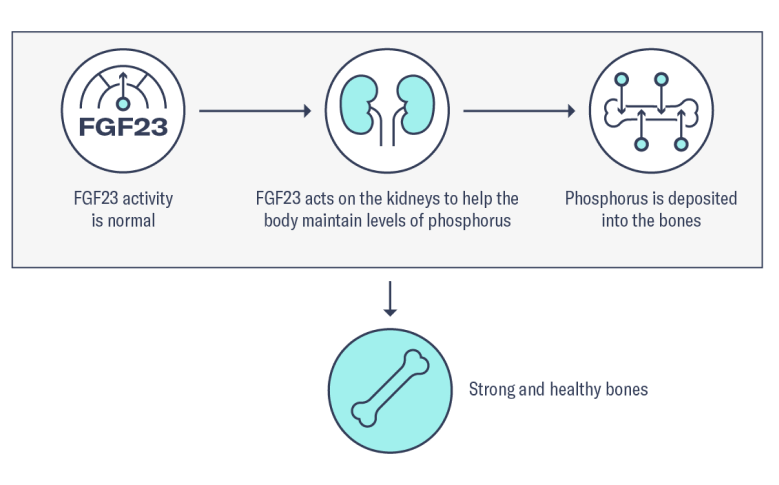 FGF23
FGF23 activity
is normal
FGF23 acts on the kidneys to help the
body maintain levels of phosphorus
Phosphorus is deposited
into the bones
Strong and healthy bones